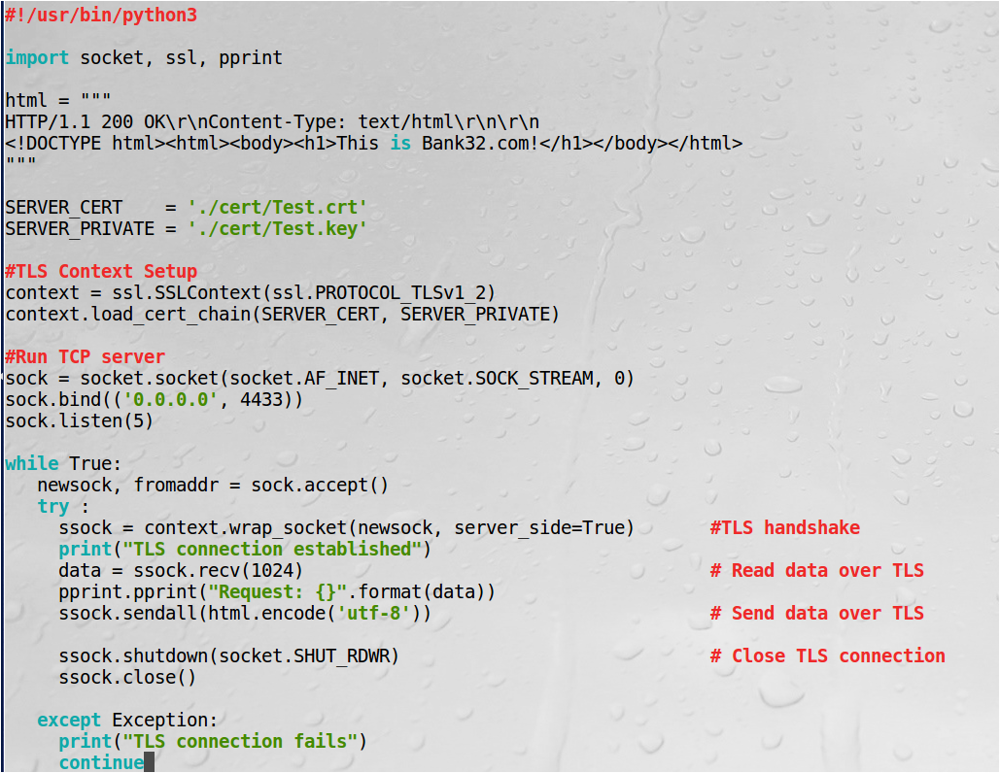 #!/usr/bin/python3
import socket, ssl, pprint
html = """
HTTP/1.1 200 OK\r\nContent-Type: text/html\r\n\r\n
<!DOCTYPE html><html><body><h1>This is Bank32.com!</h1></body></html>
"""
SERVER_CERT    = './cert/Test.crt'
SERVER_PRIVATE = './cert/Test.key'
#TLS Context Setup
context = ssl.SSLContext(ssl.PROTOCOL_TLSv1_2)
context.load_cert_chain(SERVER_CERT, SERVER_PRIVATE)
#Run TCP server
sock = socket.socket(socket.AF_INET, socket.SOCK_STREAM, 0)
sock.bind(('0.0.0.0', 4433))
sock.listen(5)
while True:
   newsock, fromaddr = sock.accept()
   try :
     ssock = context.wrap_socket(newsock, server_side=True)       #TLS handshake
     print("TLS connection established")
     data = ssock.recv(1024)                                      # Read data over TLS
     pprint.pprint("Request: {}".format(data))
     ssock.sendall(html.encode('utf-8'))                          # Send data over TLS
     ssock.shutdown(socket.SHUT_RDWR)                             # Close TLS connection
     ssock.close()
   except Exception:
     print("TLS connection fails")
     continue